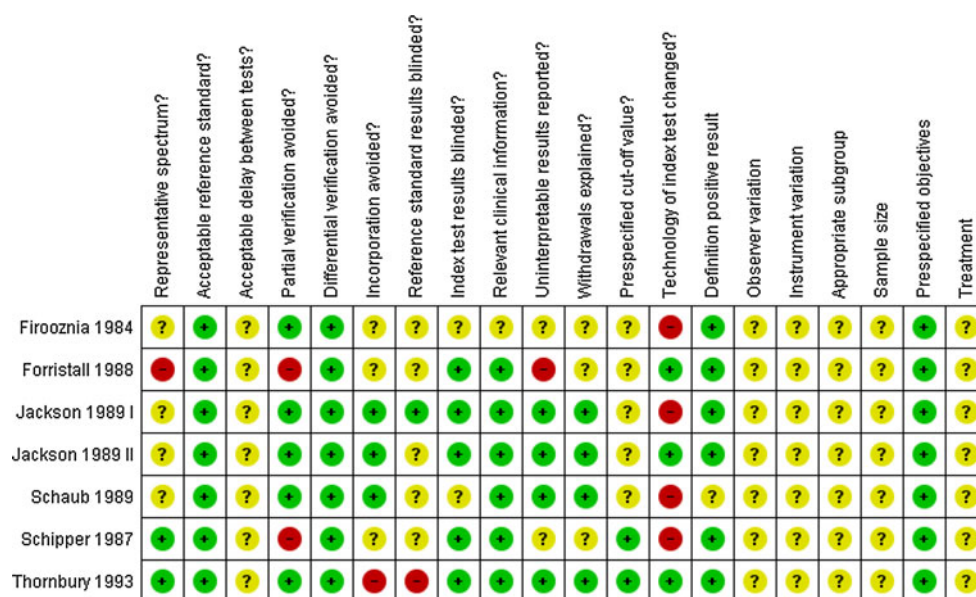 Representative spectrum?
Acceptable reference standard?
Acceptable delay between tests?
Partial verification avoided?
Differential verification avoided?
Incorporation avoided?
Reference standard results blinded?
Index test results blinded?
Relevant clinical information?
Uninterpretable results reported?
Withdrawals explained?
Prespecified cut-off value?
Technology of index test changed?
Definition positive result
Observer variation
Instrument variation
Appropriate subgroup
Sample size
Prespecified objectives
Treatment
Firooznia 1984 ? + ? + + ? ? ? ? ? ? ? - + ? ? ? ? + ?
Forristall 1988 - + ? - + ? ? + + - ? ? + + ? ? ? ? + ?
Jackson 1989 I ? + ? + + + + + + + + ? - + ? ? ? ? + ?
Jackson 1989 II ? + ? + + + ? + + + + ? + + ? ? ? ? + ?
Schaub 1989 ? + ? + + + ? ? + + + ? - ? ? ? ? ? + ?
Schipper 1987 + + ? - + ? ? + + ? ? + - + ? ? ? ? + ?
Thornbury 1993 + + ? + + - - + + + + + + + ? ? ? ? + ?